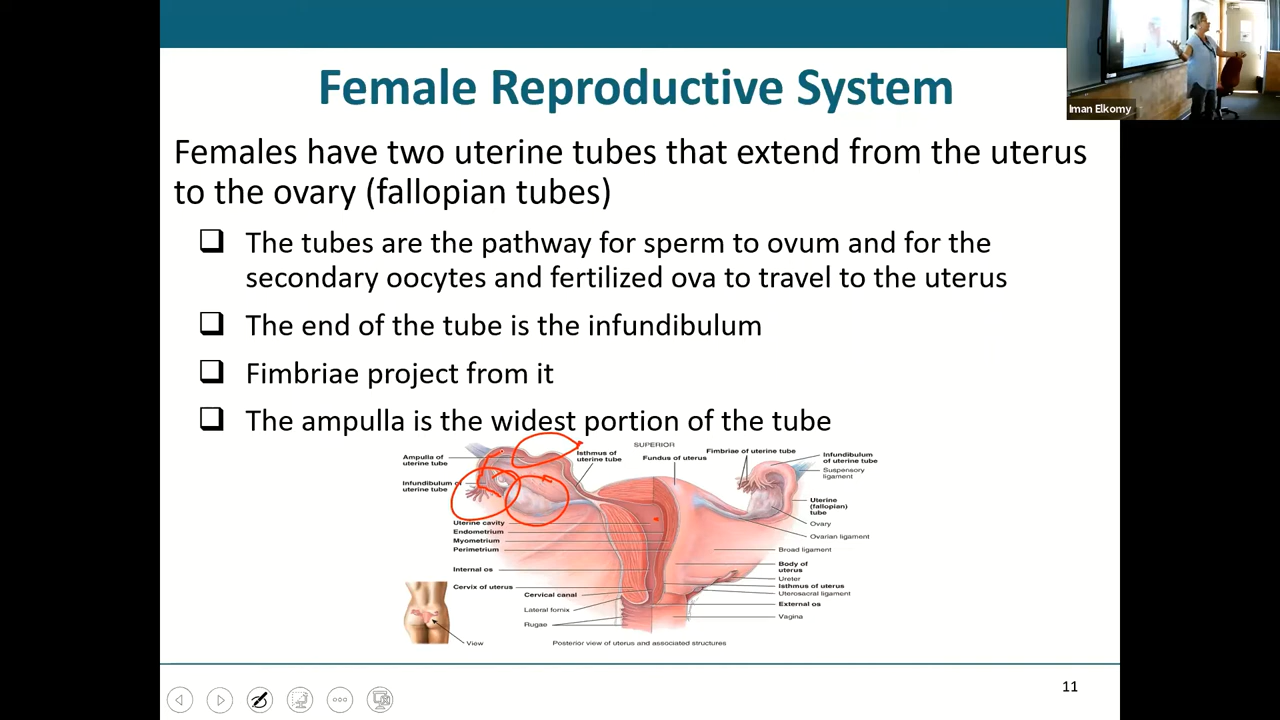 Female Reproductive System
Iman Elkomy
Females have two uterine tubes that extend from the uterus
to the ovary (fallopian tubes)
❑ The tubes are the pathway for sperm to ovum and for the
secondary oocytes and fertilized ova to travel to the uterus
❑ The end of the tube is the infundibulum
❑ Fimbriae project from it
❑ The ampulla is the widest portion of the tube
Ampulla of
uterine tube
Infundibulum of
uterine tube
Isthmus of
uterine tube
SUPERIOR
Fundus of uterus
Fimbriae of uterine tube
Infundibulum
of uterine tube
Suspensory
ligament
Uterine
(fallopian)
tube
Ovary
Ovarian ligament
Broad ligament
Body of
uterus
Ureter
Isthmus of uterus
Uterosacral ligament
External os
Vagina
Uterine cavity
Endometrium
Myometrium
Perimetrium
Internal os
Cervix of uterus
Cervical canal
Lateral fornix
Rugae
View
Posterior view of uterus and associated structures
11